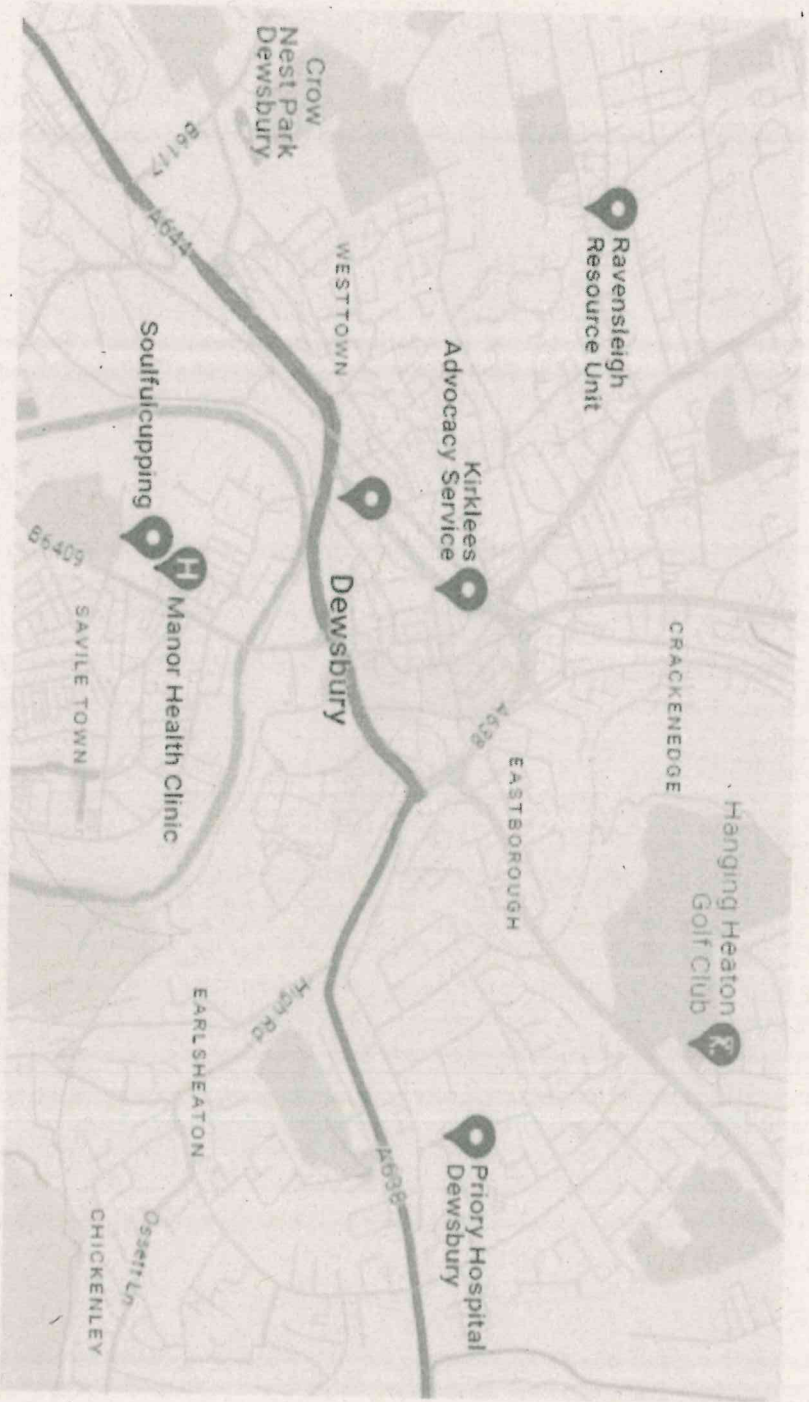 Hanging Heaton
Golf Club
CRACKENEDGE
Ravensleigh
Resource Unit
EASTBOROUGH
A638
Kirklees
Advocacy Service
Priory Hospital
Dewsbury
A638
WESTTOWN
Dewsbury
Crow
Nest Park
Dewsbury
High Rd
B6117
A644
EARLSHEATON
H
Manor Health Clinic
Soulfulcupping
Ossett Ln
CHICKENLEY
SAVILE TOWN
B6409